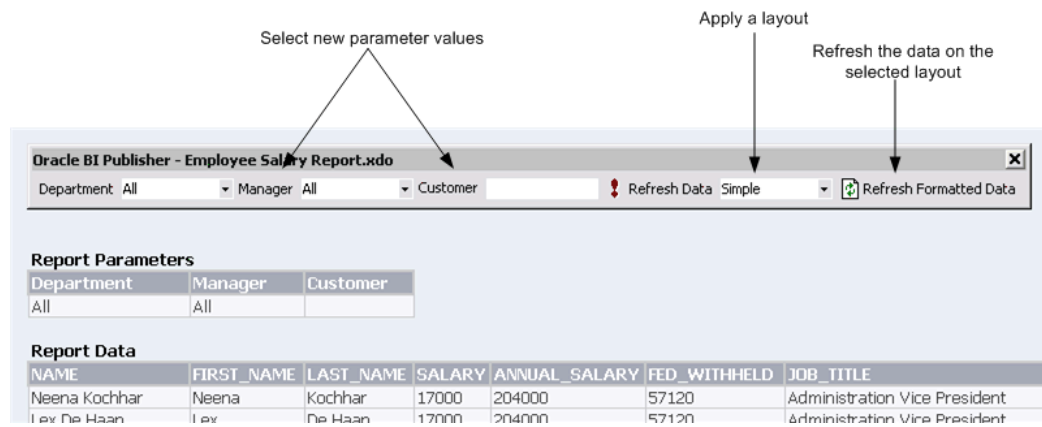 Apply a layout
Select new parameter values
Refresh the data on the
selected layout
Oracle BI Publisher - Employee Salary Report.xdo
Department All Manager All Customer Refresh Data Simple Refresh Formatted Data
Report Parameters
Department Manager Customer
All All
Report Data
NAME FIRST_NAME LAST_NAME SALARY ANNUAL_SALARY FED_WITHHELD JOB_TITLE
Neena Kochhar Neena Kochhar 17000 204000 57120 Administration Vice President
Lex De Haan Lex De Haan 17000 204000 57120 Administration Vice President